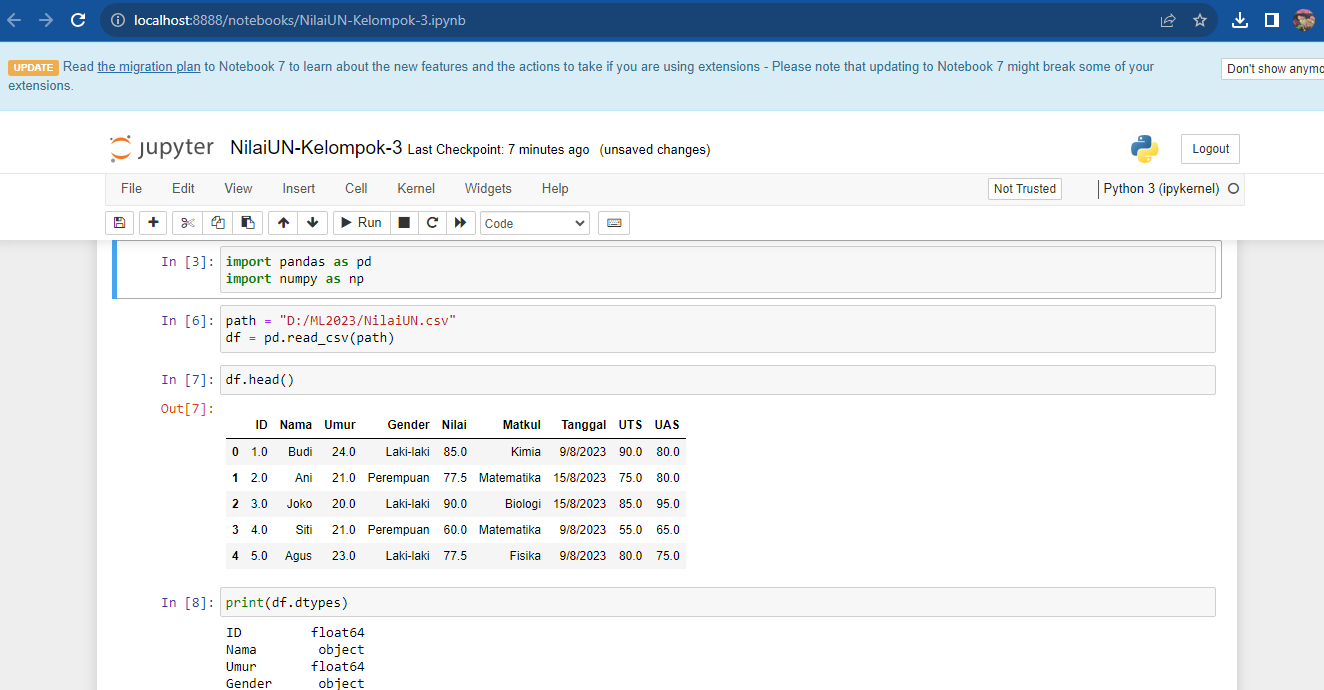 localhost:8888/notebooks/NilaiUN-Kelompok-3.ipynb
UPDATE Read the migration plan to Notebook 7 to learn about the new features and the actions to take if you are using extensions - Please note that updating to Notebook 7 might break some of your
extensions.
Don't show anymo
jupyter NilaiUN-Kelompok-3 Last Checkpoint: 7 minutes ago (unsaved changes)
Logout
File Edit View Insert Cell Kernel Widgets Help
Not Trusted
Python 3 (ipykernel)
Run
Code
In [3]: import pandas as pd
import numpy as np
In [6]: path = "D:/ML2023/NilaiUN.csv"
df = pd.read_csv(path)
In [7]: df.head()
Out[7]:
ID Nama Umur Gender Nilai Matkul Tanggal UTS UAS
0 1.0 Budi 24.0 Laki-laki 85.0 Kimia 9/8/2023 90.0 80.0
1 2.0 Ani 21.0 Perempuan 77.5 Matematika 15/8/2023 75.0 80.0
2 3.0 Joko 20.0 Laki-laki 90.0 Biologi 15/8/2023 85.0 95.0
3 4.0 Siti 21.0 Perempuan 60.0 Matematika 9/8/2023 55.0 65.0
4 5.0 Agus 23.0 Laki-laki 77.5 Fisika 9/8/2023 80.0 75.0
In [8]: print(df.dtypes)
ID float64
Nama object
Umur float64
Gender object